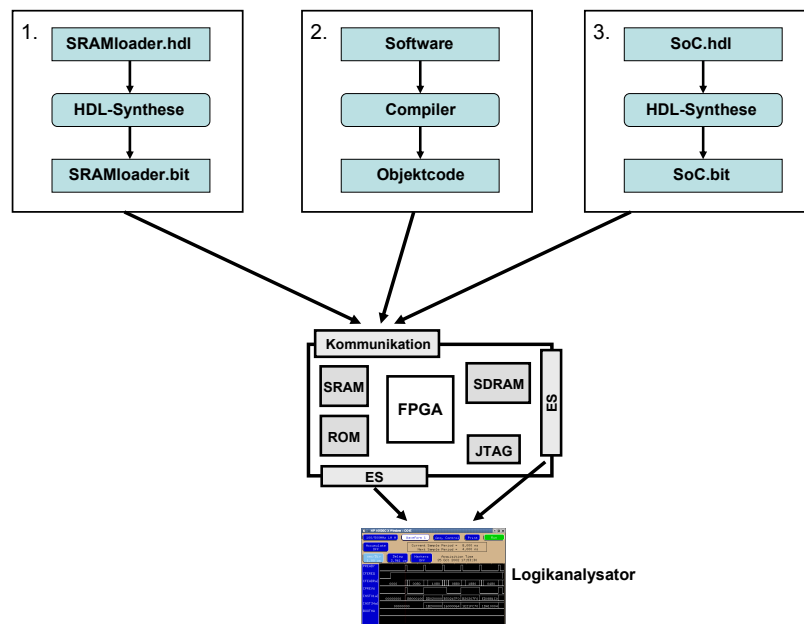 1.
SRAMloader.hdl
HDL-Synthese
SRAMloader.bit
2.
Software
Compiler
Objektcode
3.
SoC.hdl
HDL-Synthese
SoC.bit
Kommunikation
SRAM
SDRAM
FPGA
ES
ROM
JTAG
ES
Logikanalysator